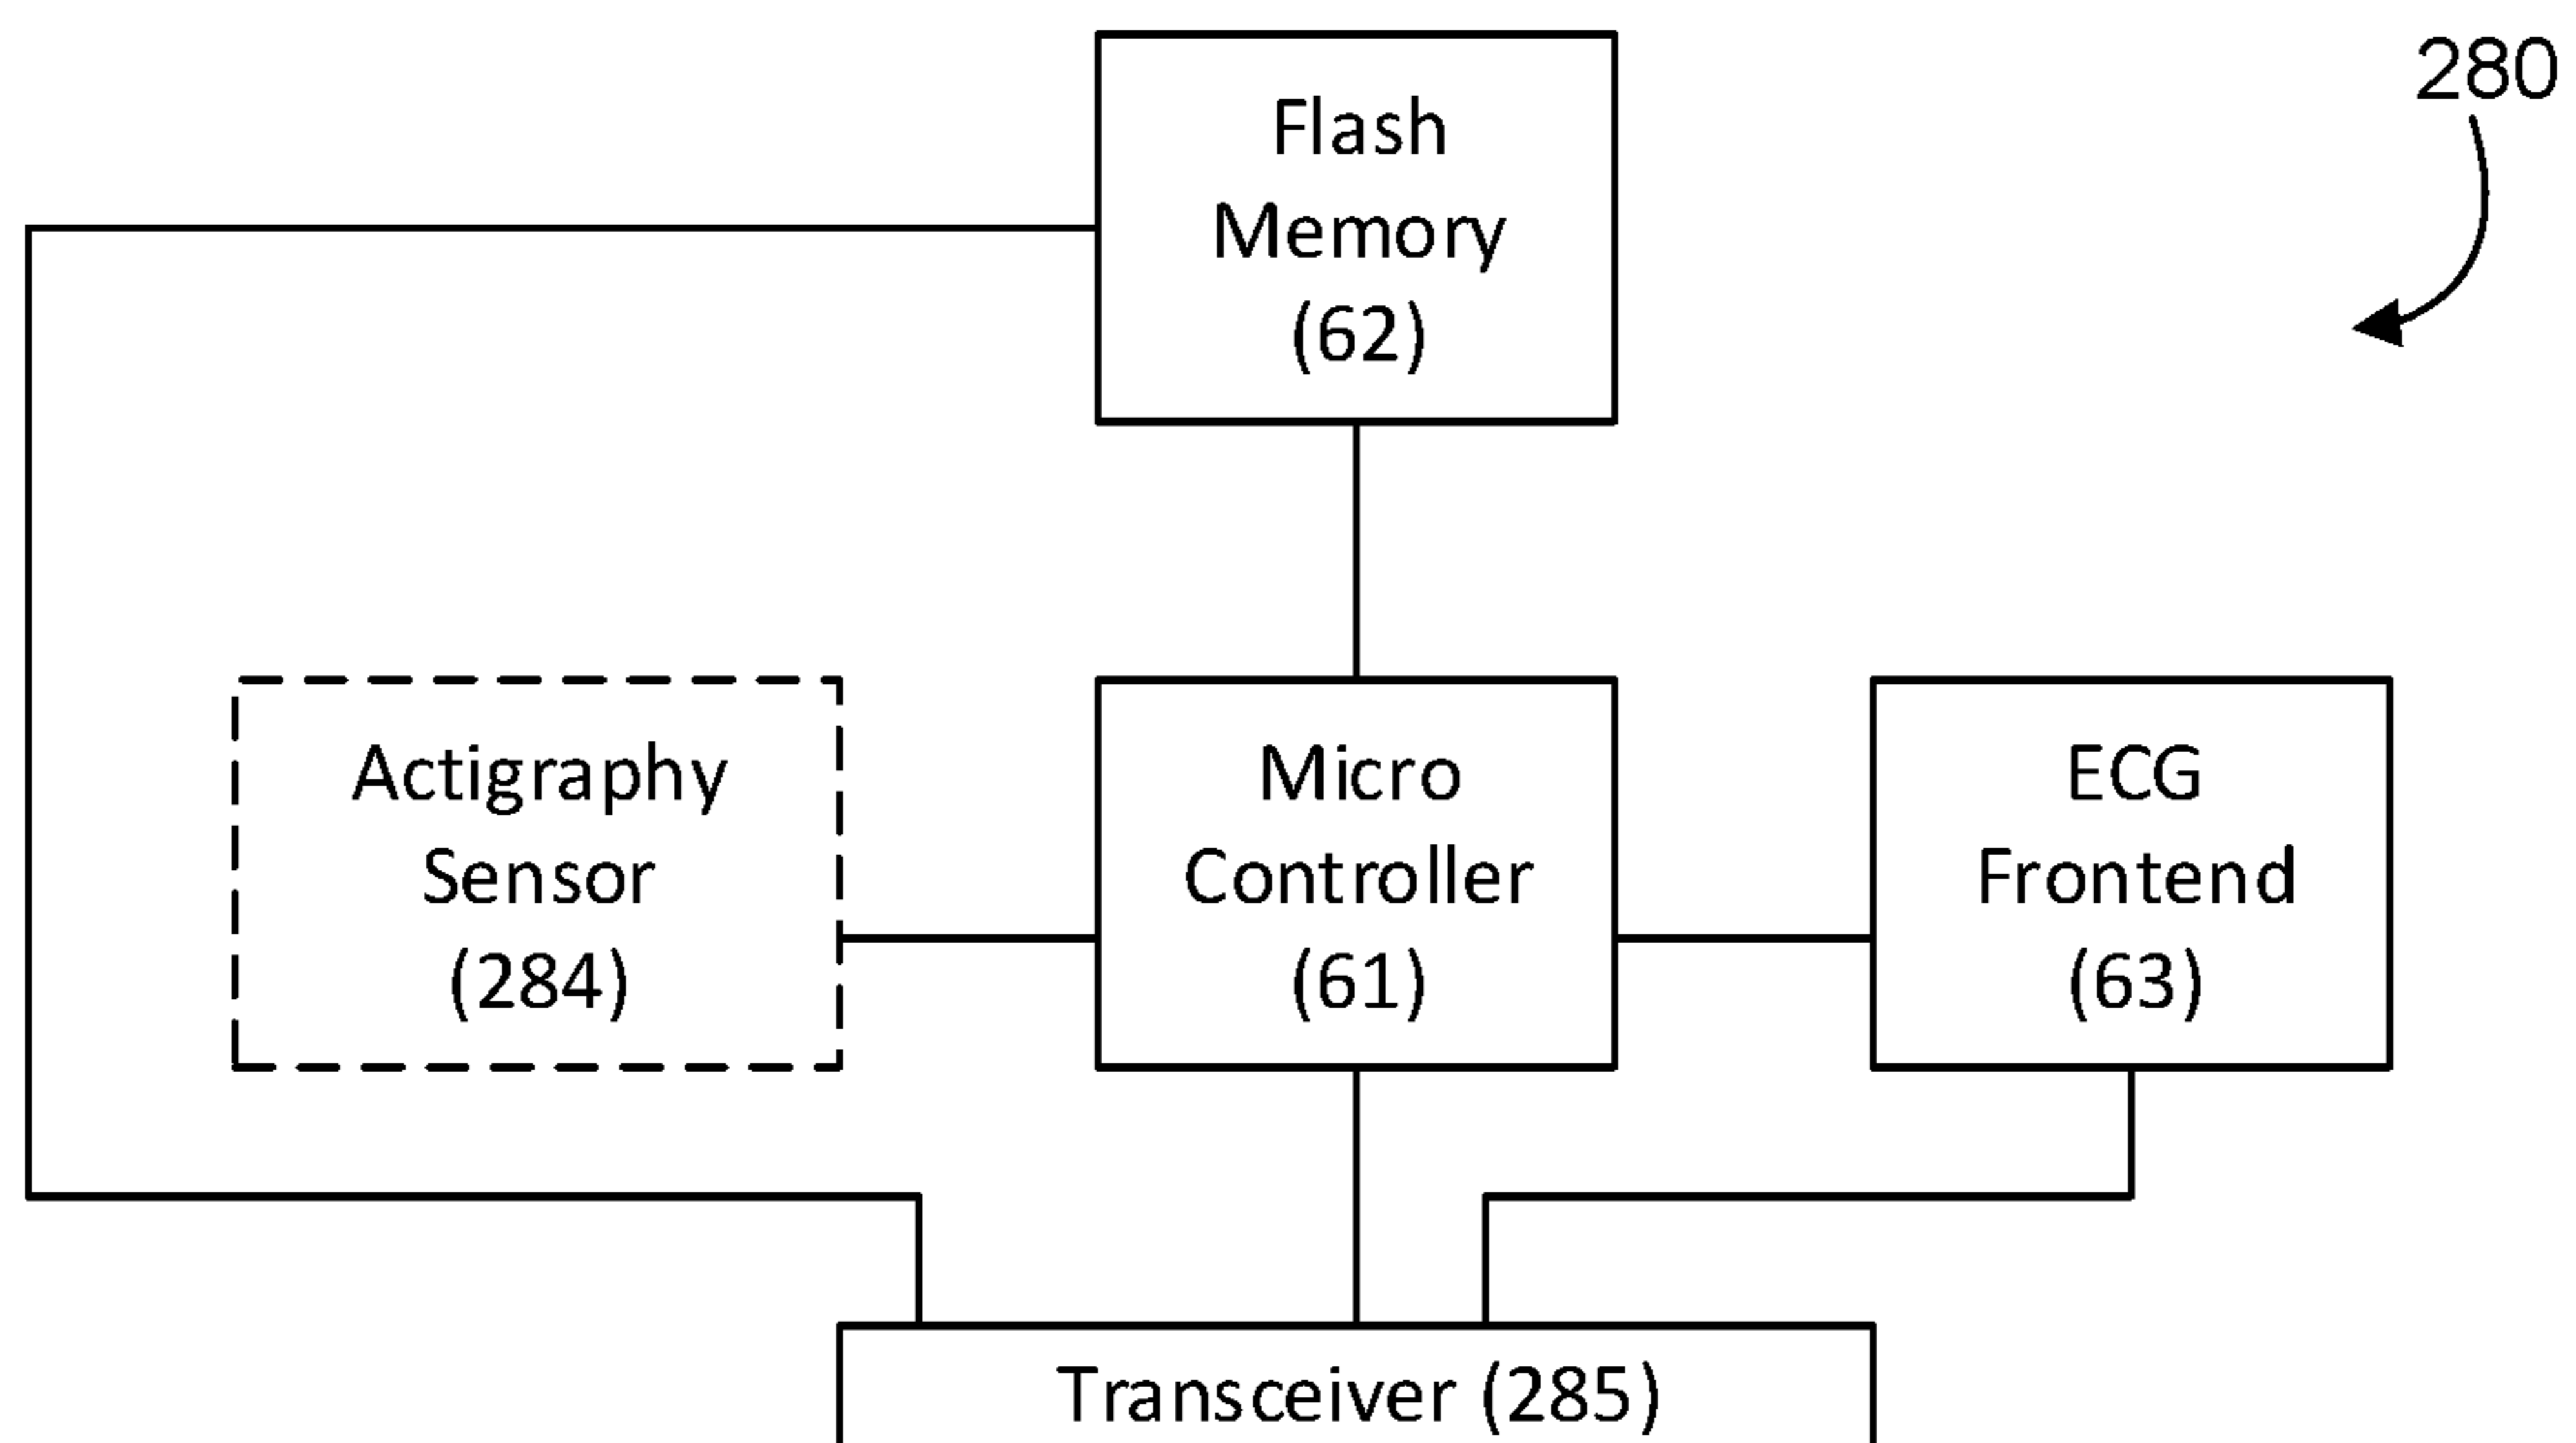 280
Flash
Memory
(62)
Actigraphy
Sensor
(284)
Micro
Controller
(61)
ECG
Frontend
(63)
Transceiver (285)